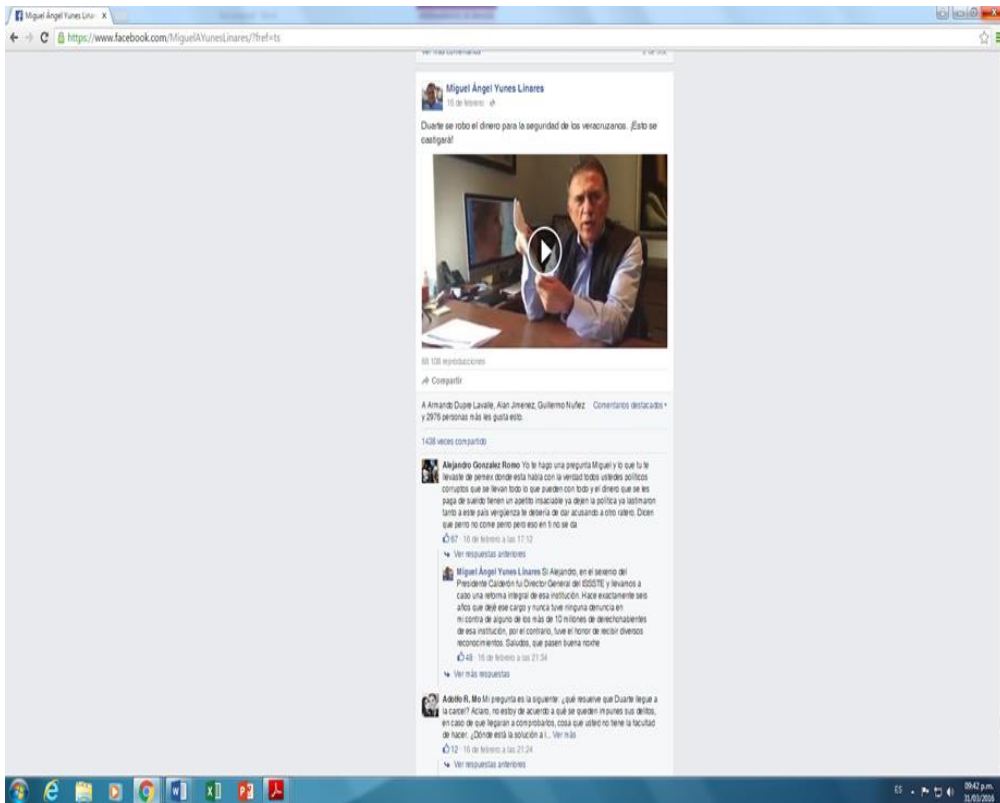 Miguel Ángel Yunes Lina
https://www.facebook.com/MiguelAYunesLinares/?fref=ts
Miguel Ángel Yunes Linares
16 de febrero
Duarte se robo el dinero para la seguridad de los veracruzanos. ¡Esto se
castigará!
reproducciones
Compartir
A Armando Dupre Lavalle, Alan Jimenez, Guillermo Nuñez Comentarios destacados
y 2976 personas más les gusta esto.
1438 veces compartido
Alejandro Gonzalez Romo Yo te hago una pregunta Miguel y lo que tu te
llevaste de pemex donde esta habla con la verdad todos ustedes políticos
corruptos que se llevan todo lo que pueden con todo y el dinero que se les
paga de sueldo tienen un apetito insaciable ya dejen la política ya lastimaron
tanto a este país vergüenza te debería de dar acusando a otro ratero. Dicen
que perro no come perro pero eso en ti no se da
97 · 16 de febrero a las 17:12
Ver respuestas anteriores
Miguel Ángel Yunes Linares Si Alejandro, en el sexenio del
Presidente Calderón fui Director General del ISSSTE y llevamos a
cabo una reforma integral de esa institución. Hace exactamente seis
años que dejé ese cargo y nunca tuve ninguna denuncia en
mi contra de alguno de los más de 10 millones de derechohabientes
de esa institución, por el contrario, tuve el honor de recibir diversos
reconocimientos. Saludos, que pasen buena noxhe
48 · 16 de febrero a las 21:34
Ver más respuestas
Adolfo R. Mo Mi pregunta es la siguiente: ¿qué resuelve que Duarte llegue a
la carcel? Aclaro, no estoy de acuerdo a qué se queden impunes sus delitos,
en caso de que llegaran a comprobarlos, cosa que usted no tiene la facultad
de hacer. ¿Dónde está la solución a l... Ver más
12 · 16 de febrero a las 21:24
Ver respuestas anteriores
ES
09:42 p.m.
31/03/2016